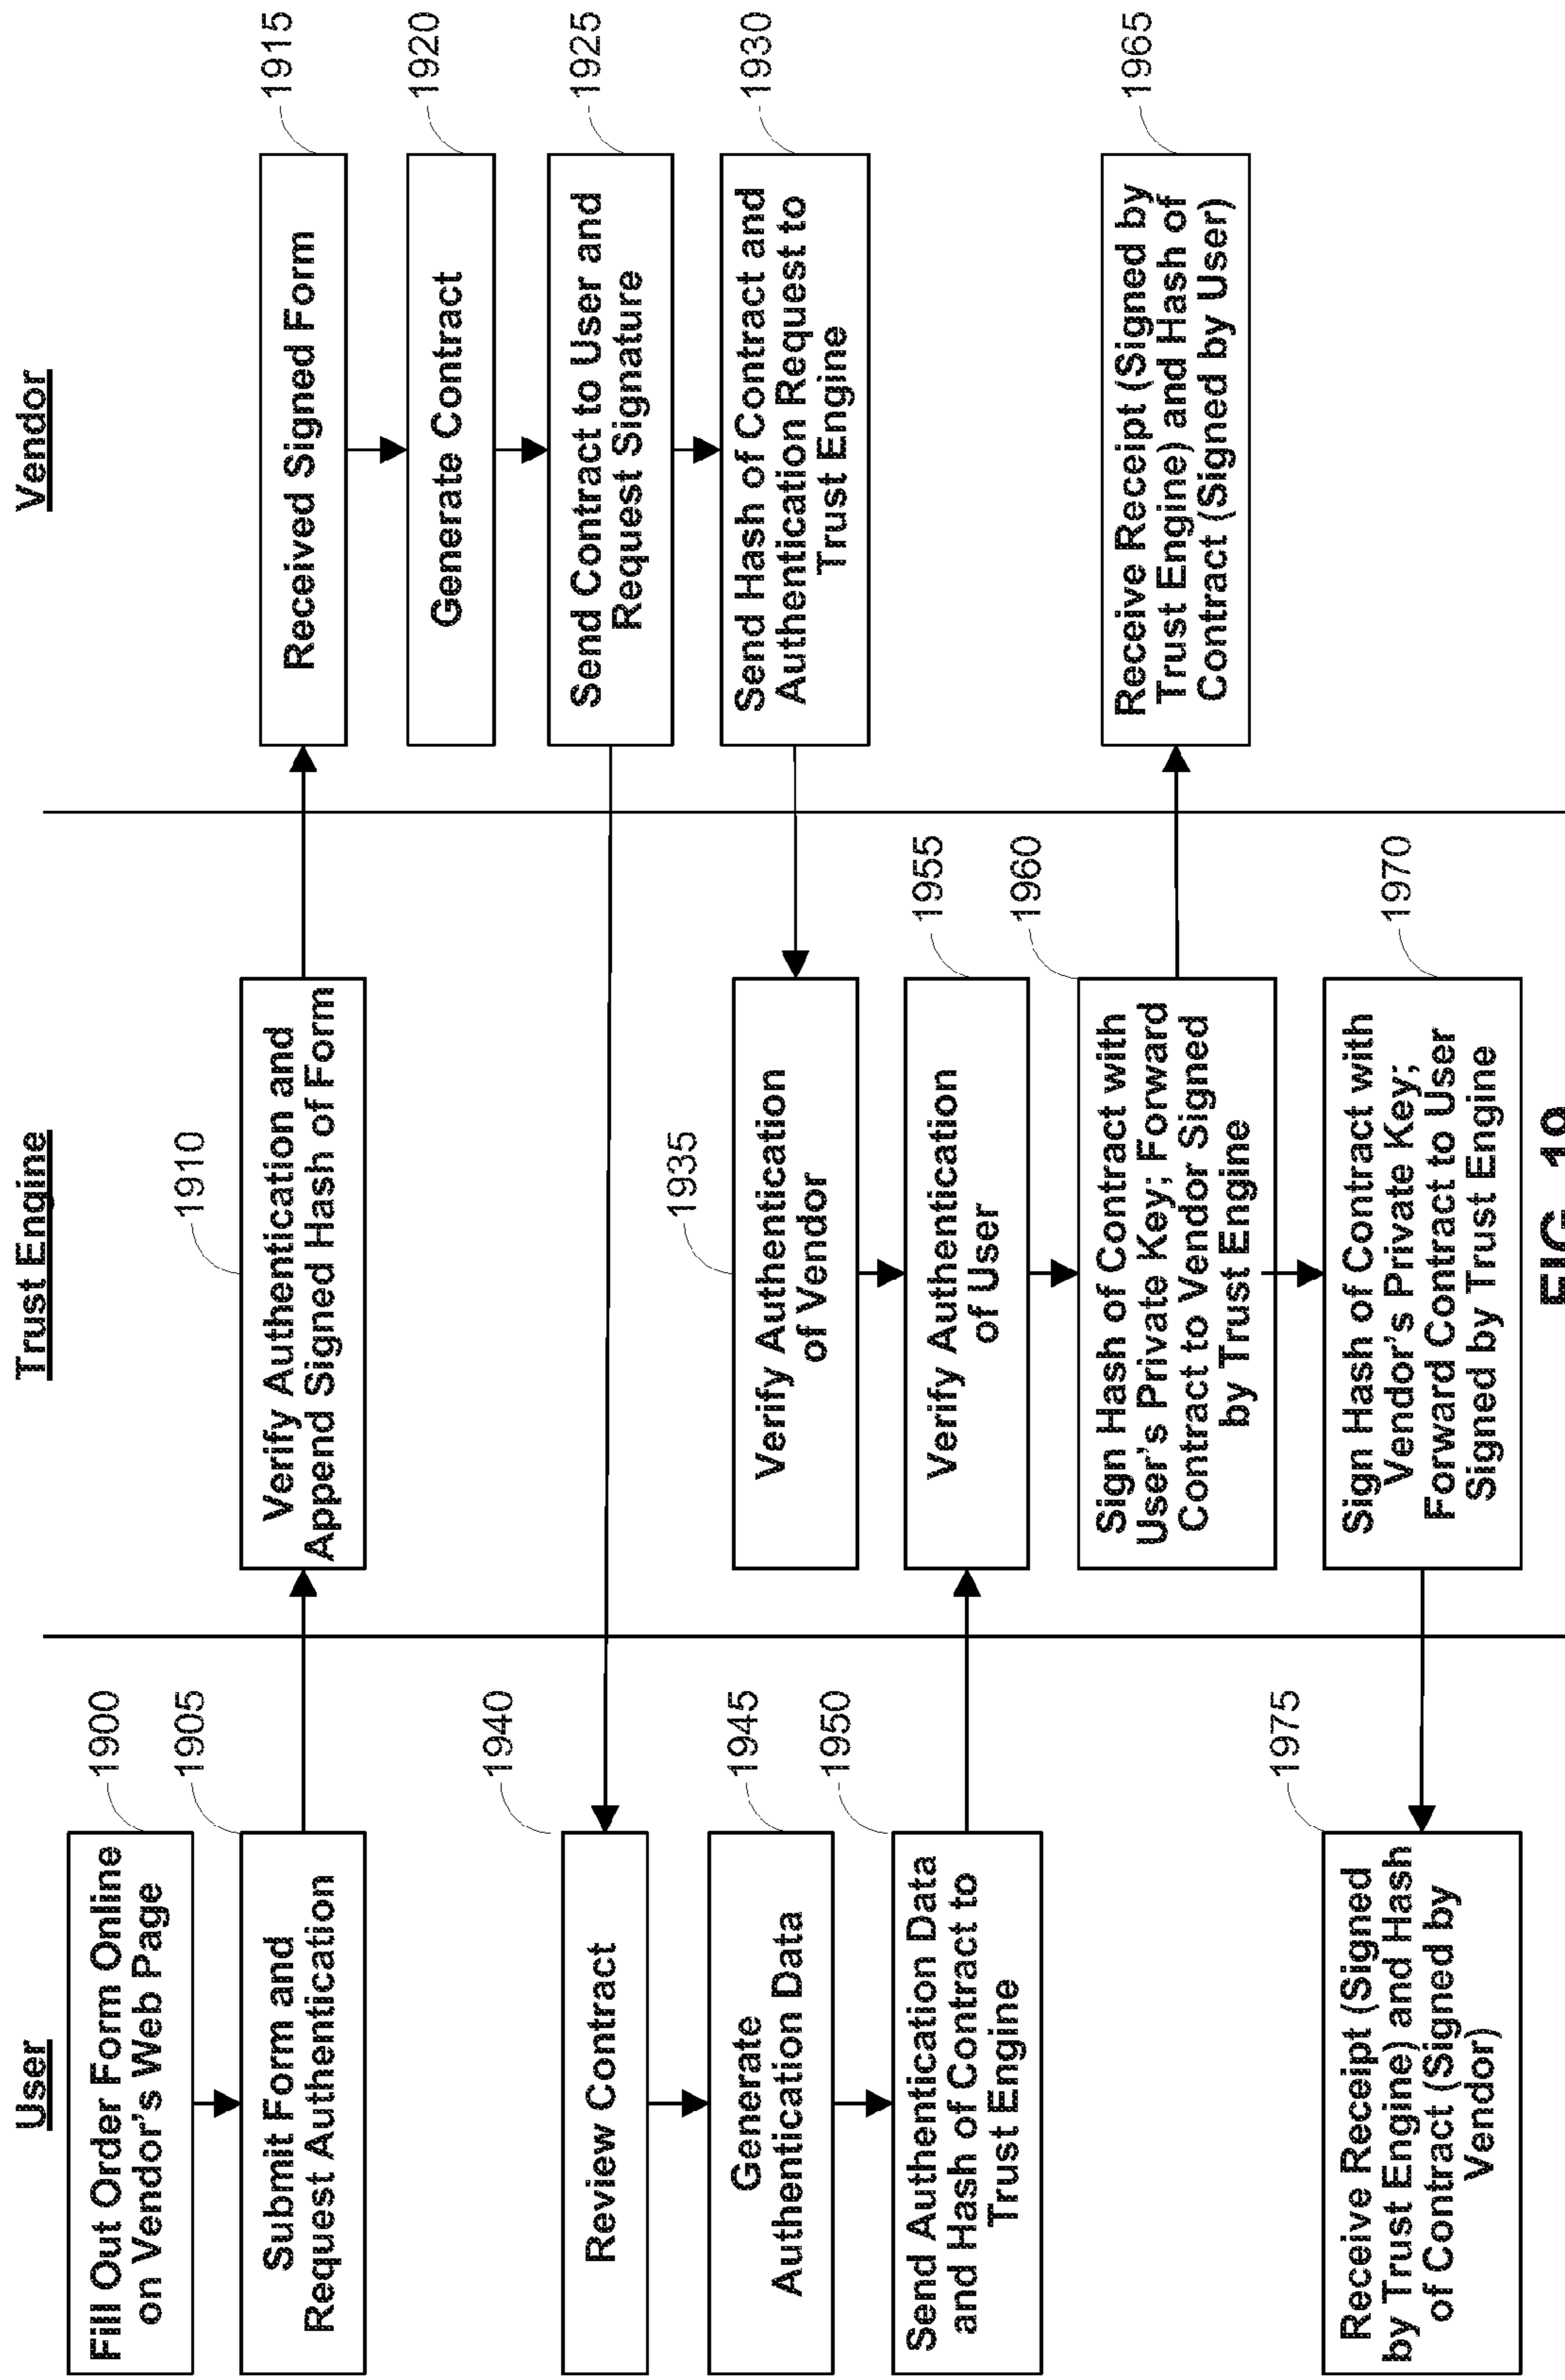 User
Fill Out Order Form Online
on Vendor's Web Page
1900
Submit Form and
Request Authentication
1905
Review Contract
1940
Generate
Authentication Data
1945
Send Authentication Data
and Hash of Contract to
Trust Engine
1950
Receive Receipt (Signed
by Trust Engine) and Hash
of Contract (Signed by
Vendor)
1975
Trust Engine
Verify Authentication and
Append Signed Hash of Form
1910
Verify Authentication
of Vendor
1935
Verify Authentication
of User
1955
Sign Hash of Contract with
User's Private Key; Forward
Contract to Vendor Signed
by Trust Engine
1960
Sign Hash of Contract with
Vendor's Private Key;
Forward Contract to User
Signed by Trust Engine
1970
Vendor
Received Signed Form
1915
Generate Contract
1920
Send Contract to User and
Request Signature
1925
Send Hash of Contract and
Authentication Request to
Trust Engine
1930
Receive Receipt (Signed by
Trust Engine) and Hash of
Contract (Signed by User)
1965
FIG. 19